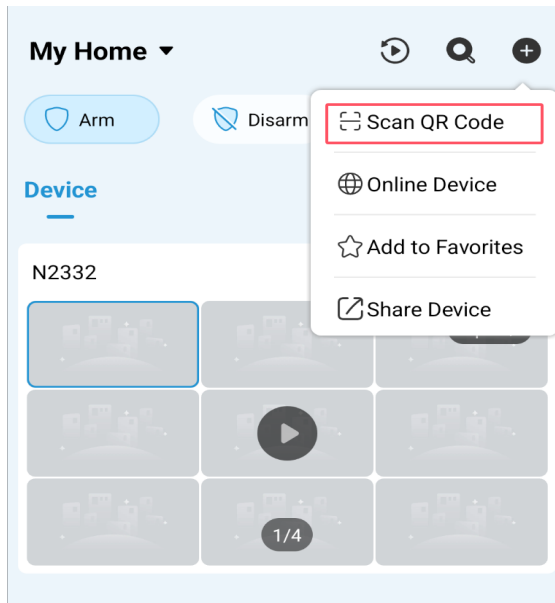 My Home
Arm
Disarm
Scan QR Code
Device
Online Device
Add to Favorites
N2332
Share Device
1/4